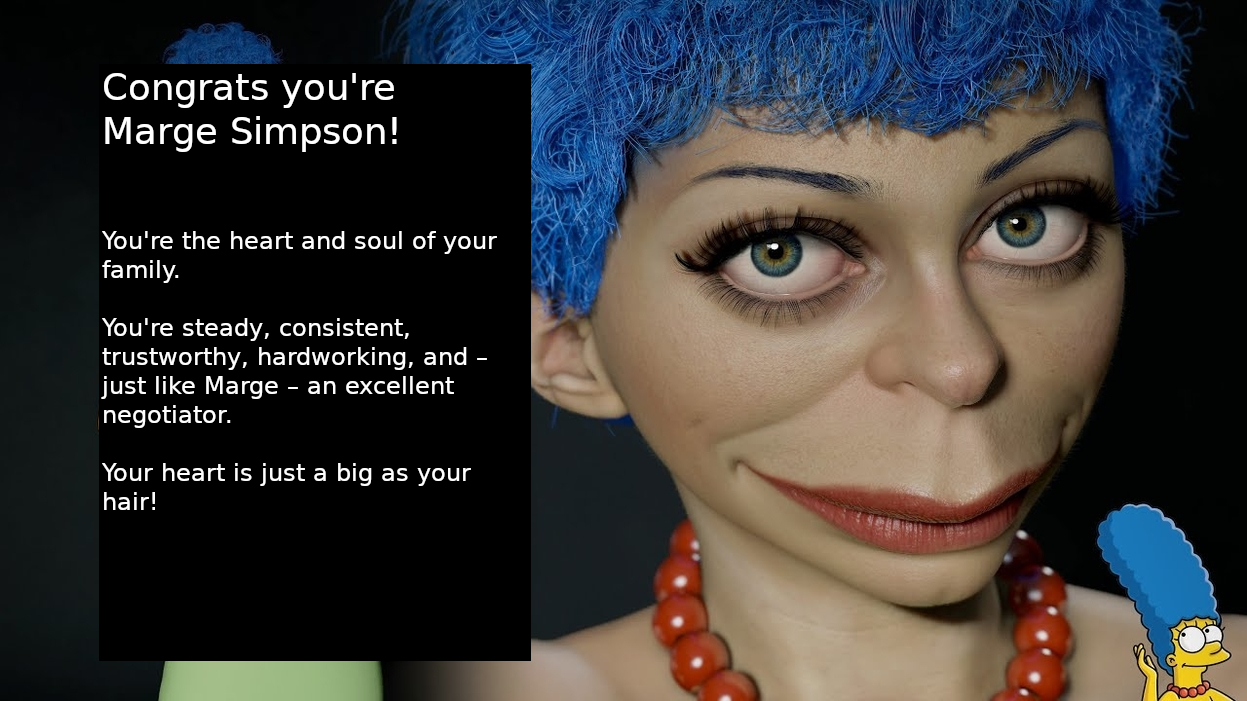 Congrats you're
Marge Simpson!
You're the heart and soul of your
family.
You're steady, consistent,
trustworthy, hardworking, and –
just like Marge – an excellent
negotiator.
Your heart is just a big as your
hair!